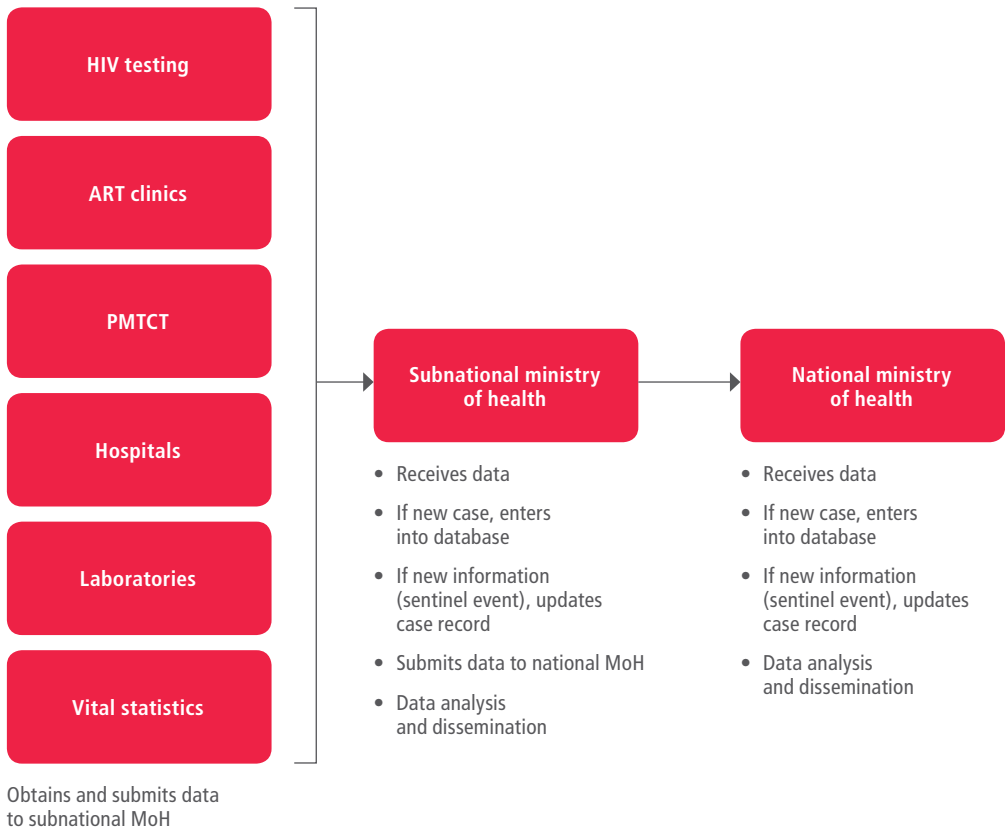 HIV testing
ART clinics
PMTCT
Hospitals
Laboratories
Vital statistics
Obtains and submits data
to subnational MoH
Subnational ministry
of health
• Receives data
• If new case, enters
into database
• If new information
(sentinel event), updates
case record
• Submits data to national MoH
• Data analysis
and dissemination
National ministry
of health
• Receives data
• If new case, enters
into database
• If new information
(sentinel event), updates
case record
• Data analysis
and dissemination